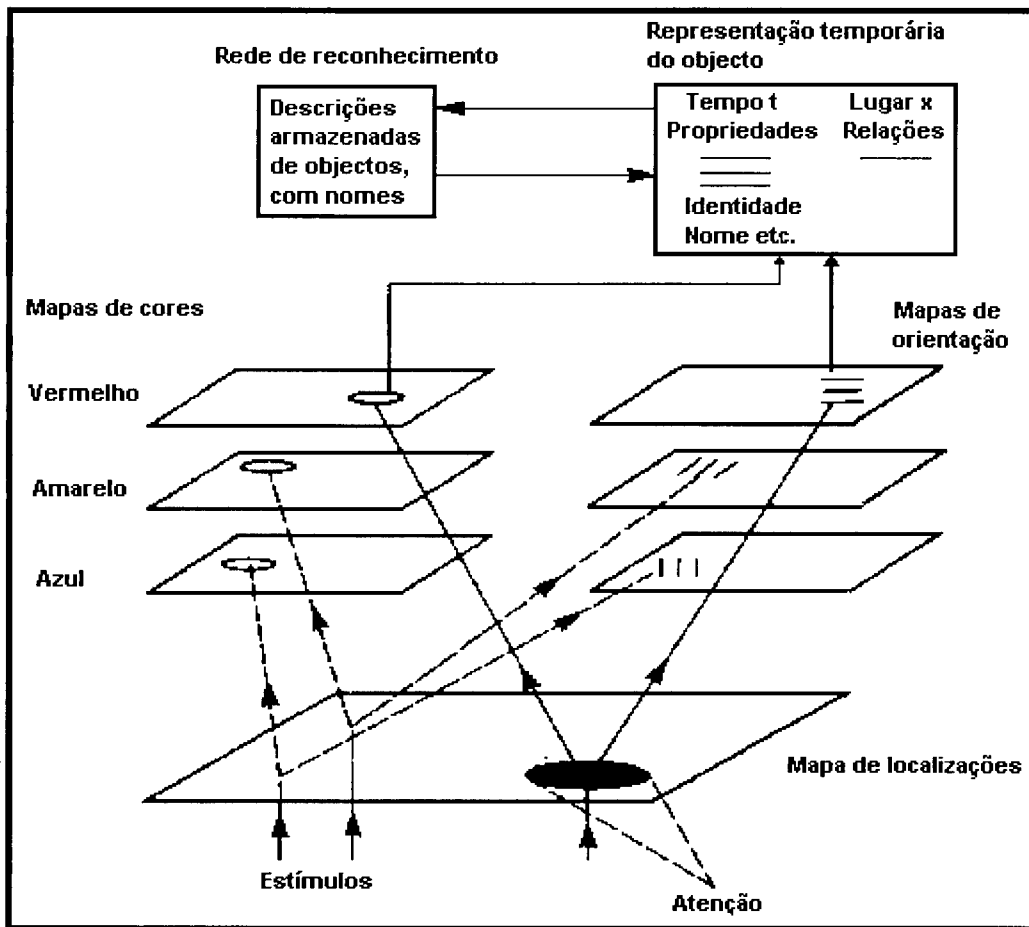 Rede de reconhecimento
Representação temporária
do objecto
Descrições
armazenadas
de objectos,
com nomes
Tempo t
Propriedades
Lugar x
Relações
Identidade
Nome etc.
Mapas de cores
Mapas de
orientação
Vermelho
Amarelo
Azul
Mapa de localizações
Estímulos
Atenção